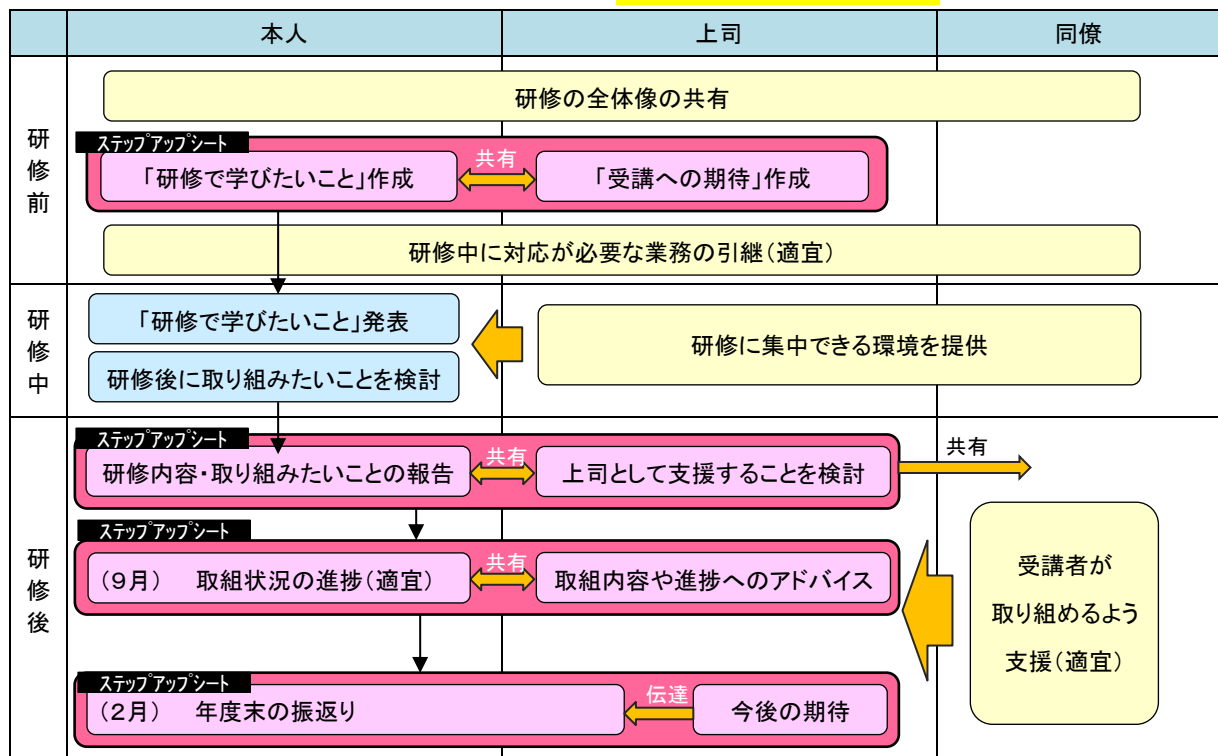 本人
上司
同僚
研修前
研修の全体像の共有
ステップアップシート
「研修で学びたいこと」作成
共有
「受講への期待」作成
研修中に対応が必要な業務の引継(適宜)
研修中
「研修で学びたいこと」発表
研修後に取り組みたいことを検討
研修に集中できる環境を提供
研修後
ステップアップシート
研修内容・取り組みたいことの報告
共有
上司として支援することを検討
共有
ステップアップシート
(9月) 取組状況の進捗(適宜)
共有
取組内容や進捗へのアドバイス
受講者が
取り組めるよう
支援(適宜)
ステップアップシート
(2月) 年度末の振返り
伝達
今後の期待